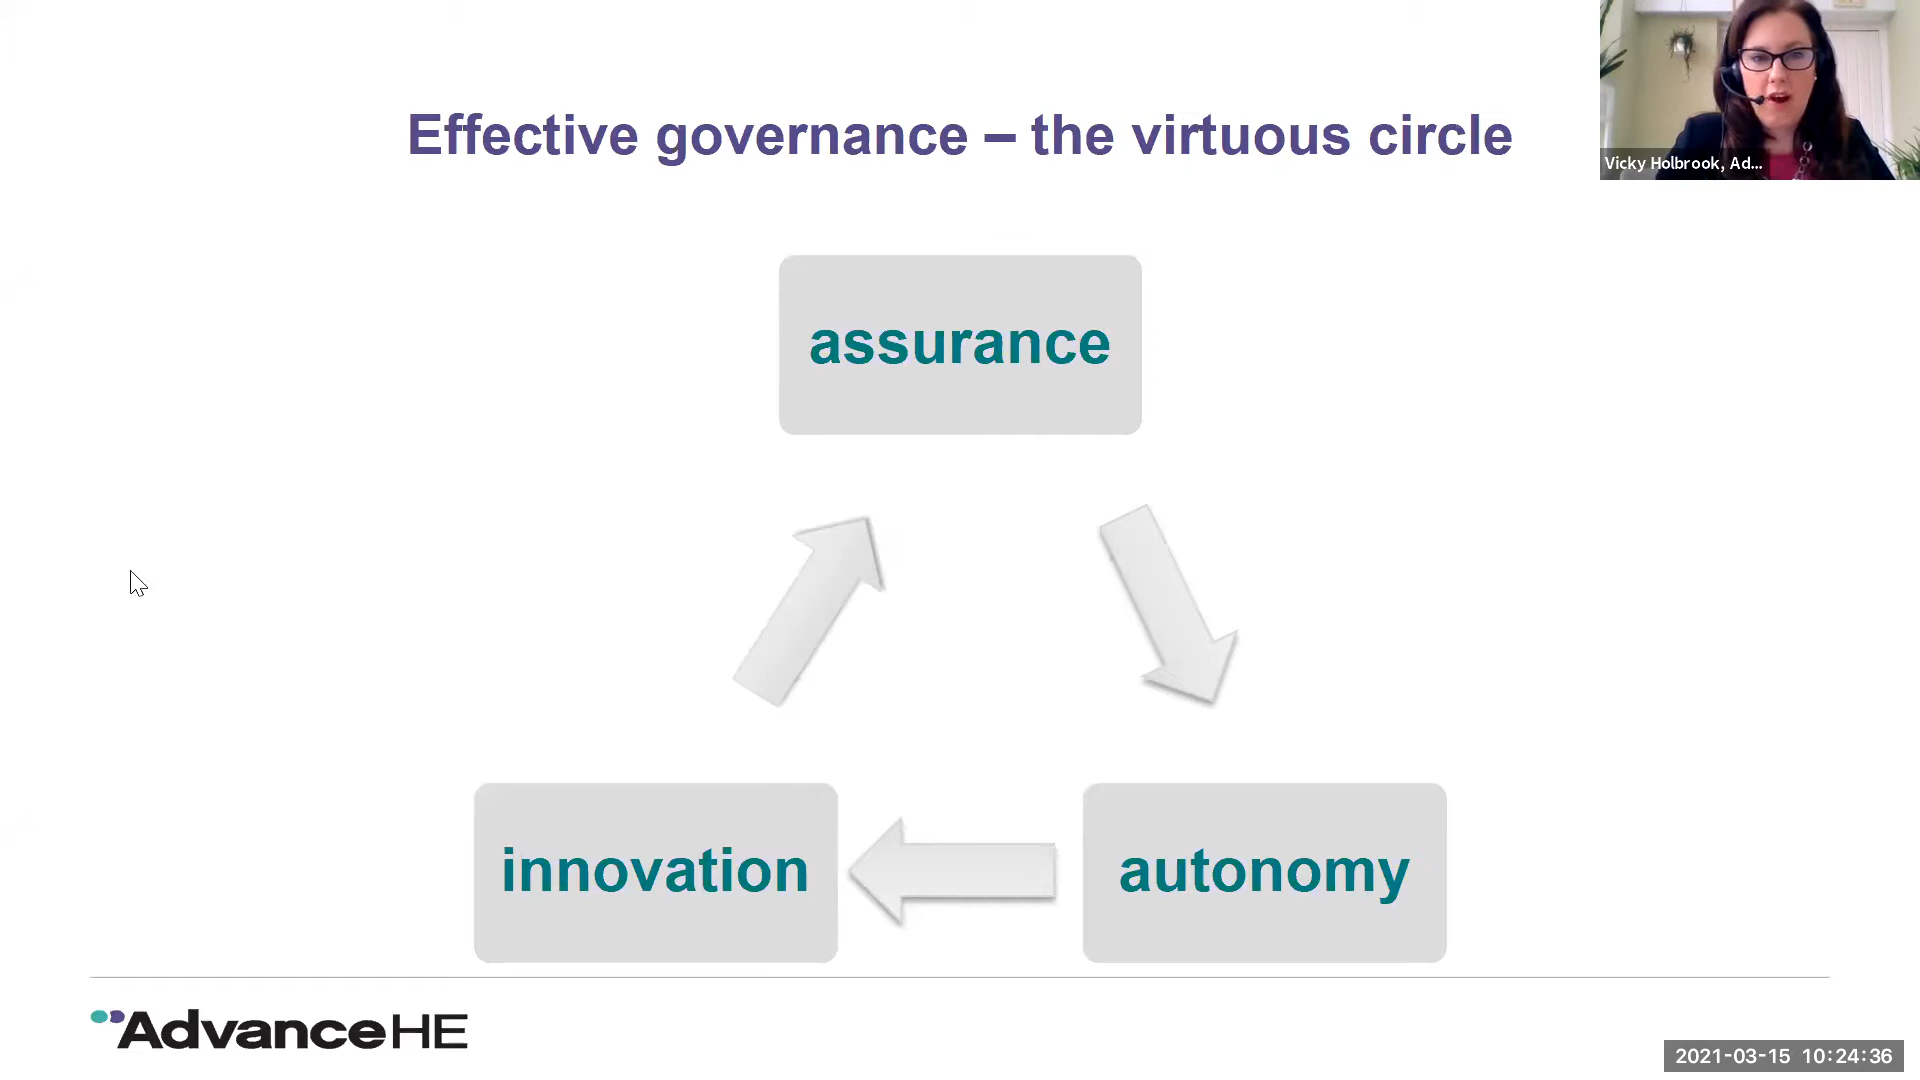 Effective governance – the virtuous circle
Vicky Holbrook, Ad...
assurance
innovation
autonomy
AdvanceHE
2021-03-15 10:24:36